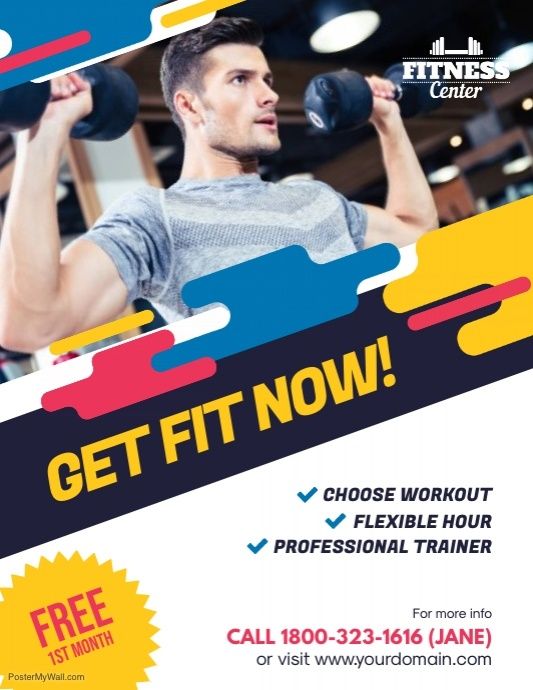 FITNESS
Center
GET FIT NOW!
CHOOSE WORKOUT
FLEXIBLE HOUR
PROFESSIONAL TRAINER
FREE
1ST MONTH
For more info
CALL 1800-323-1616 (JANE)
or visit www.yourdomain.com
PosterMyWall.com